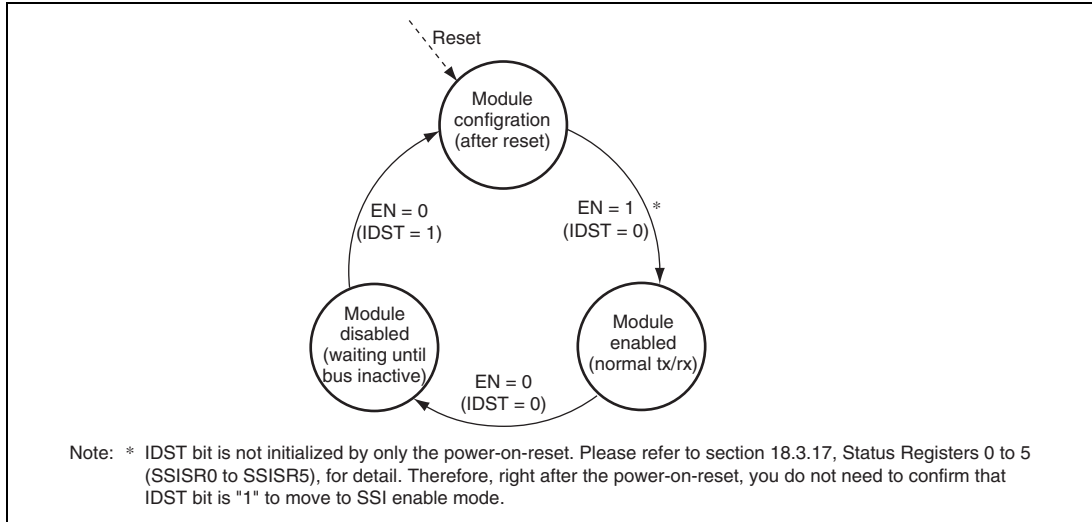 Reset
Module
configration
(after reset)
EN = 0
(IDST = 1)
EN = 1 *
(IDST = 0)
Module
disabled
(waiting until
bus inactive)
Module
enabled
(normal tx/rx)
EN = 0
(IDST = 0)
Note: * IDST bit is not initialized by only the power-on-reset. Please refer to section 18.3.17, Status Registers 0 to 5
(SSISR0 to SSISR5), for detail. Therefore, right after the power-on-reset, you do not need to confirm that
IDST bit is "1" to move to SSI enable mode.